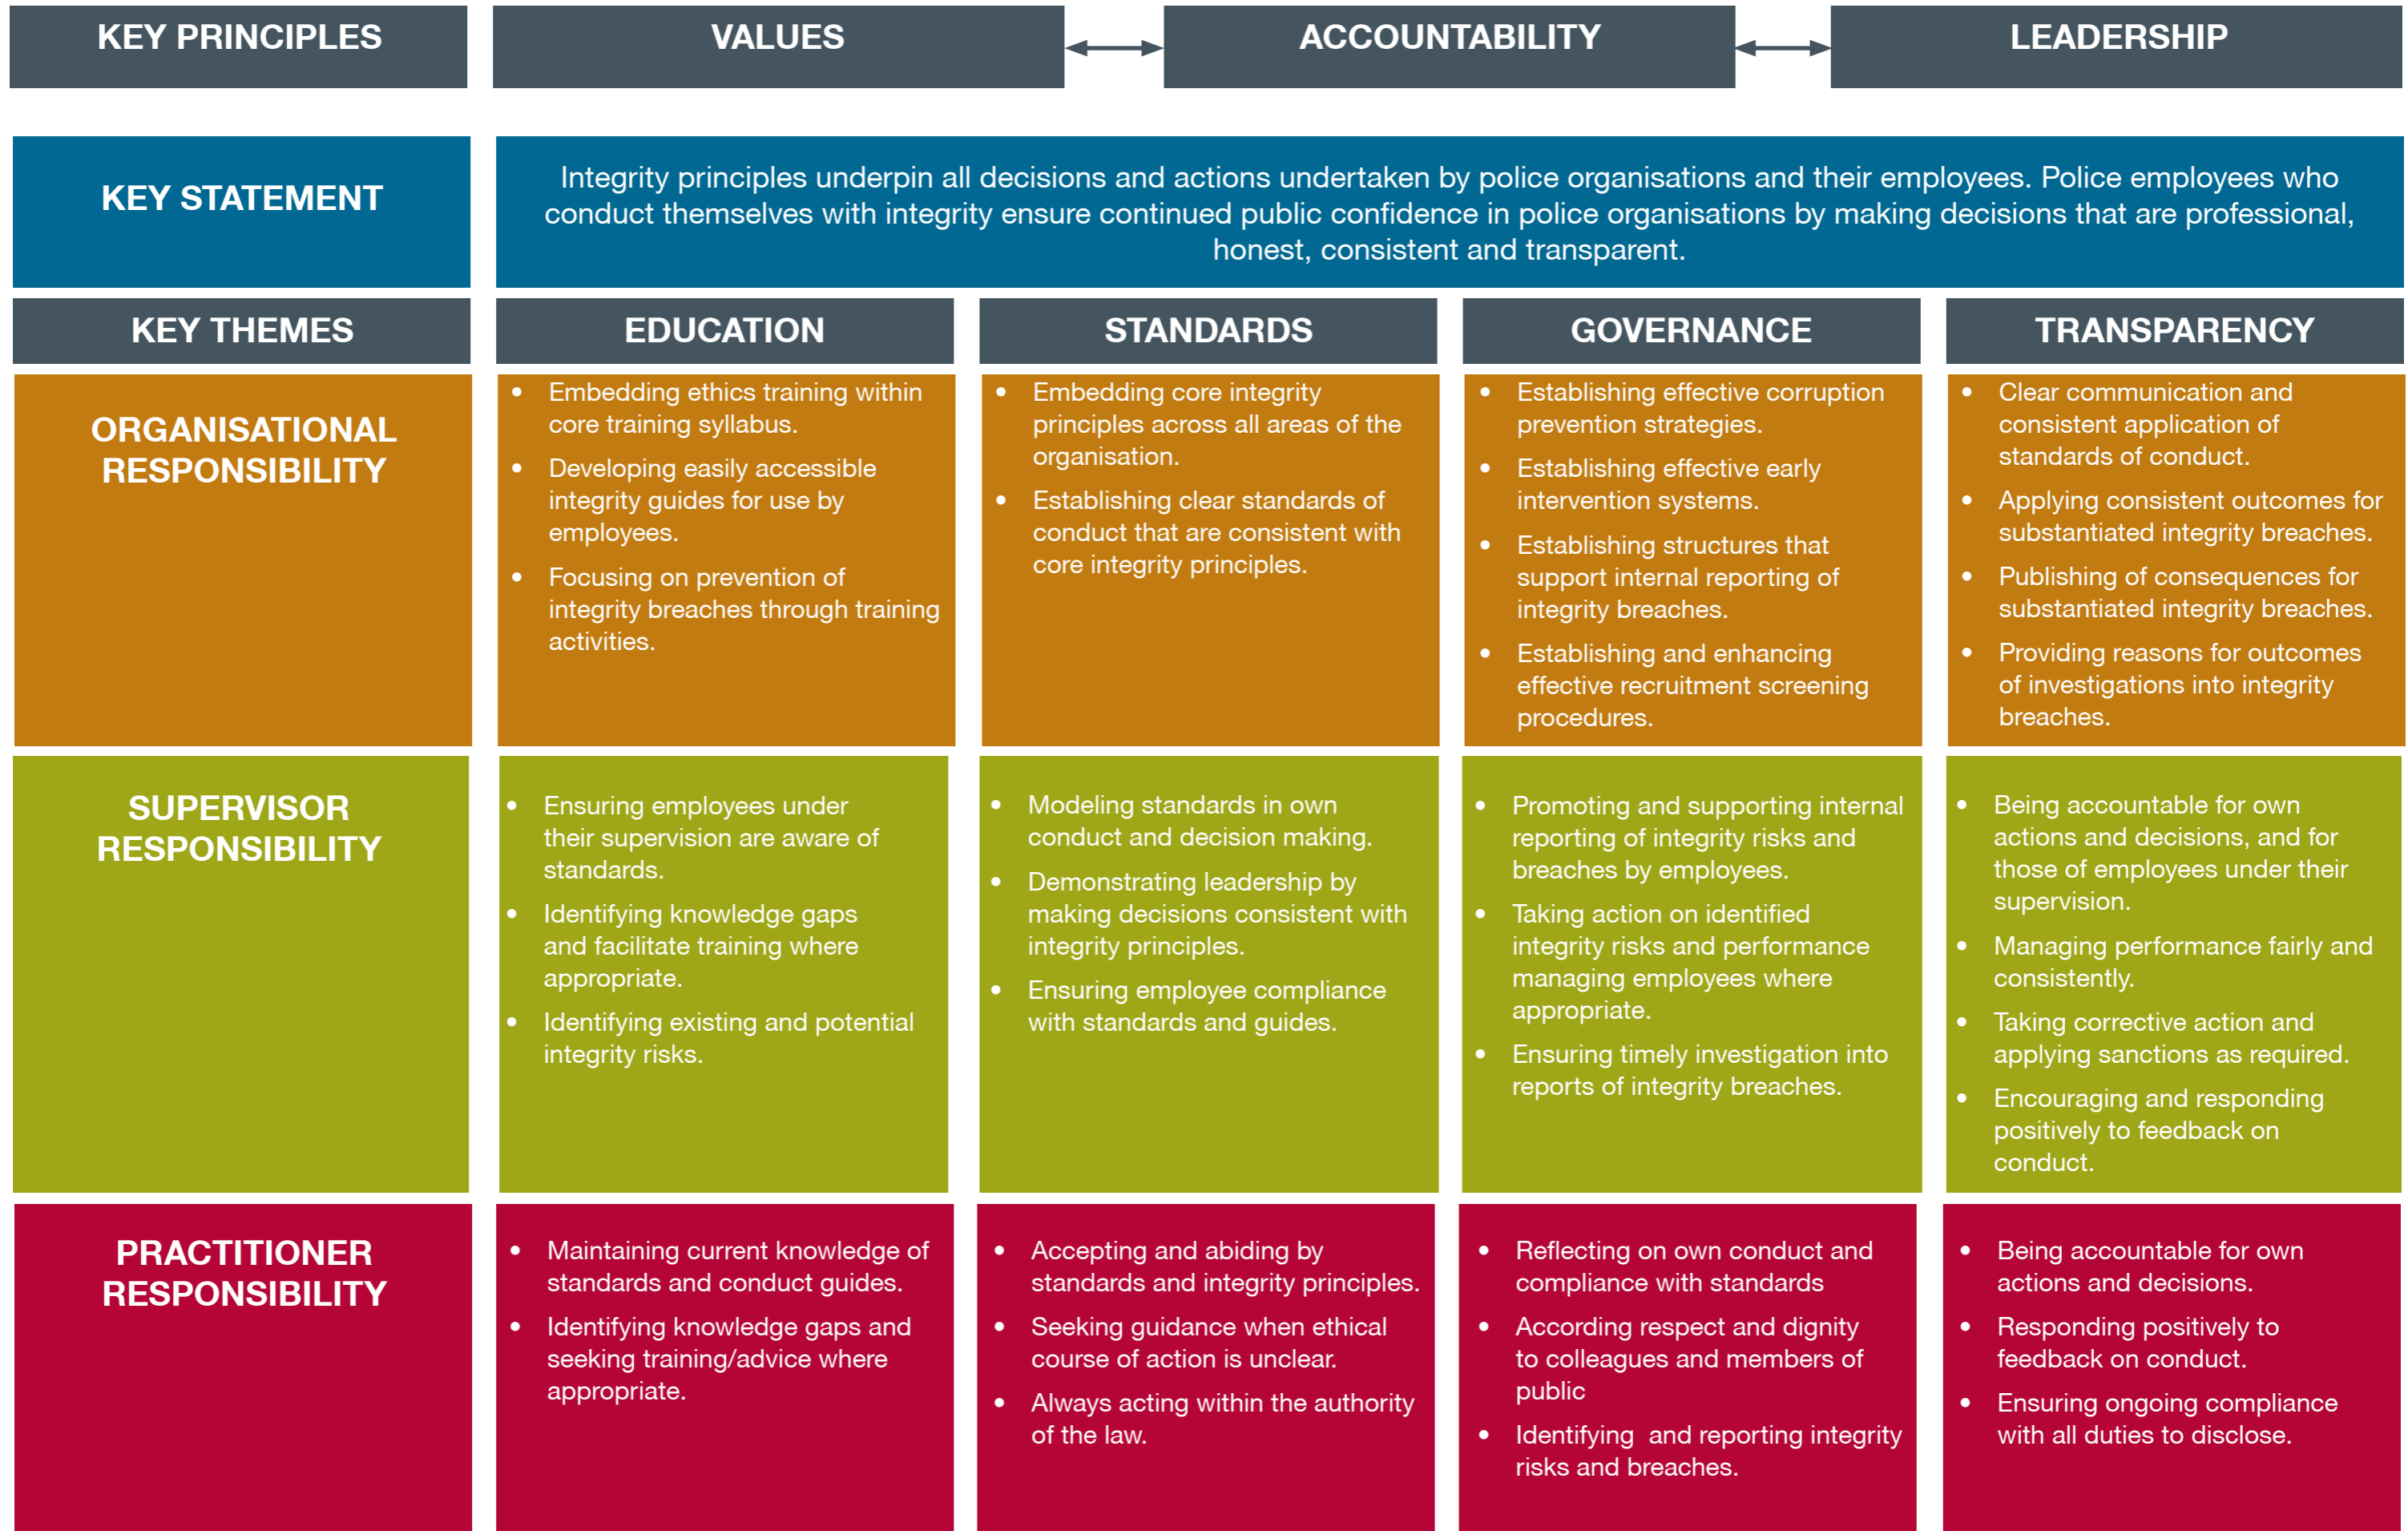 KEY PRINCIPLES
VALUES
ACCOUNTABILITY
LEADERSHIP
KEY STATEMENT
Integrity principles underpin all decisions and actions undertaken by police organisations and their employees. Police employees who
conduct themselves with integrity ensure continued public confidence in police organisations by making decisions that are professional,
honest, consistent and transparent.
KEY THEMES
EDUCATION
STANDARDS
GOVERNANCE
TRANSPARENCY
ORGANISATIONAL
RESPONSIBILITY
• Embedding ethics training within
core training syllabus.
• Developing easily accessible
integrity guides for use by
employees.
• Focusing on prevention of
integrity breaches through training
activities.
• Embedding core integrity
principles across all areas of the
organisation.
• Establishing clear standards of
conduct that are consistent with
core integrity principles.
• Establishing effective corruption
prevention strategies.
• Establishing effective early
intervention systems.
• Establishing structures that
support internal reporting of
integrity breaches.
• Establishing and enhancing
effective recruitment screening
procedures.
• Clear communication and
consistent application of
standards of conduct.
• Applying consistent outcomes for
substantiated integrity breaches.
• Publishing of consequences for
substantiated integrity breaches.
• Providing reasons for outcomes
of investigations into integrity
breaches.
SUPERVISOR
RESPONSIBILITY
• Ensuring employees under
their supervision are aware of
standards.
• Identifying knowledge gaps
and facilitate training where
appropriate.
• Identifying existing and potential
integrity risks.
• Modeling standards in own
conduct and decision making.
• Demonstrating leadership by
making decisions consistent with
integrity principles.
• Ensuring employee compliance
with standards and guides.
• Promoting and supporting internal
reporting of integrity risks and
breaches by employees.
• Taking action on identified
integrity risks and performance
managing employees where
appropriate.
• Ensuring timely investigation into
reports of integrity breaches.
• Being accountable for own
actions and decisions, and for
those of employees under their
supervision.
• Managing performance fairly and
consistently.
• Taking corrective action and
applying sanctions as required.
• Encouraging and responding
positively to feedback on
conduct.
PRACTITIONER
RESPONSIBILITY
• Maintaining current knowledge of
standards and conduct guides.
• Identifying knowledge gaps and
seeking training/advice where
appropriate.
• Accepting and abiding by
standards and integrity principles.
• Seeking guidance when ethical
course of action is unclear.
• Always acting within the authority
of the law.
• Reflecting on own conduct and
compliance with standards
• According respect and dignity
to colleagues and members of
public
• Identifying  and reporting integrity
risks and breaches.
• Being accountable for own
actions and decisions.
• Responding positively to
feedback on conduct.
• Ensuring ongoing compliance
with all duties to disclose.